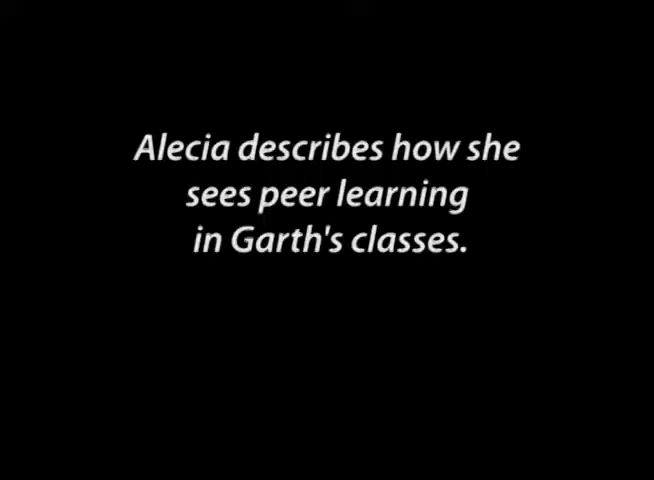 Alecia describes how she
sees peer learning
in Garth's classes.